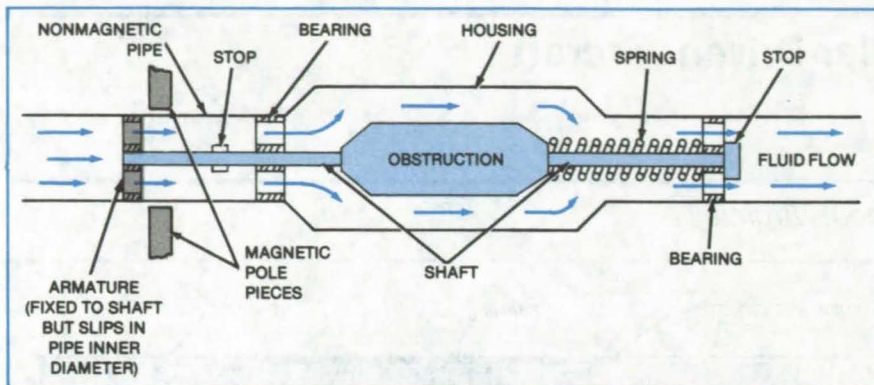 NONMAGNETIC
PIPE
STOP
BEARING
HOUSING
SPRING
STOP
OBSTRUCTION
FLUID FLOW
ARMATURE
(FIXED TO SHAFT
BUT SLIPS IN
PIPE INNER
DIAMETER)
MAGNETIC
POLE
PIECES
SHAFT
BEARING